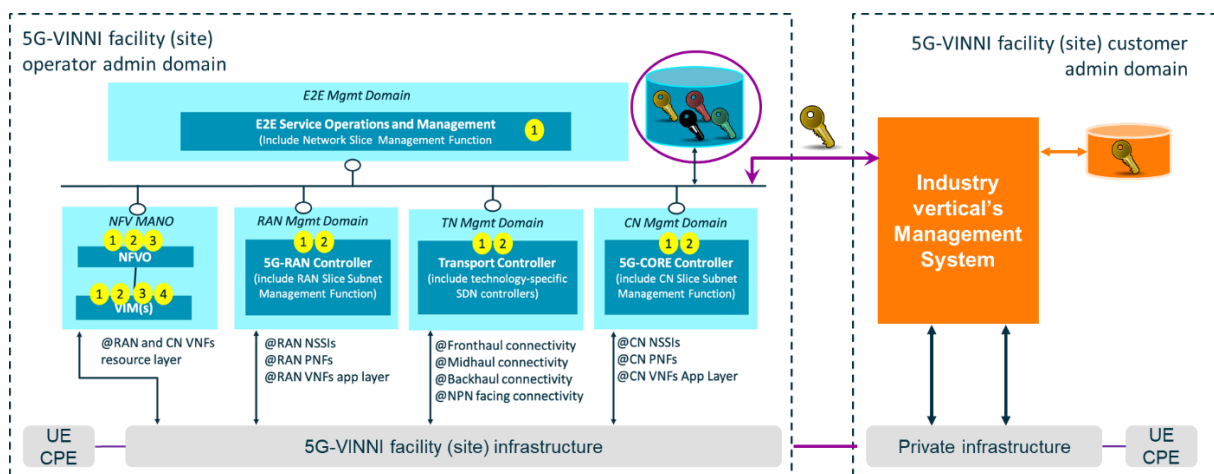 5G-VINNI facility (site)
operator admin domain
E2E Mgmt Domain
E2E Service Operations and Management
(Include Network Slice Management Function
1
NFV MANO
1 2 3
NFVO
1 2 3 4
VIM(s)
RAN Mgmt Domain
1 2
5G-RAN Controller
(include RAN Slice Subnet
Management Function)
TN Mgmt Domain
1 2
Transport Controller
(include technology-specific
SDN controllers)
CN Mgmt Domain
1 2
5G-CORE Controller
(include CN Slice Subnet
Management Function)
@RAN and CN VNFs
resource layer
@RAN NSSIs
@RAN PNFs
@RAN VNFs app layer
@Fronthaul connectivity
@Midhaul connectivity
@Backhaul connectivity
@NPN facing connectivity
@CN NSSIs
@CN PNFs
@CN VNFs App Layer
UE
CPE
5G-VINNI facility (site) infrastructure
5G-VINNI facility (site) customer
admin domain
Industry
vertical's
Management
System
Private infrastructure
UE
CPE